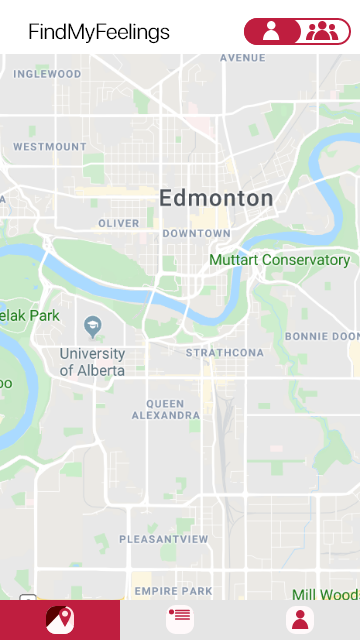 FindMyFeelings
AVENUE
INGLEWOOD
WESTMOUNT
A
Edmonton
OLIVER
DOWNTOWN
Muttart Conservatory
elak Park
University
of Alberta
BONNIE DOON
STRATHCONA
oo
QUEEN
ALEXANDRA
PLEASANTVIEW
EMPIRE PARK
Mill Woods